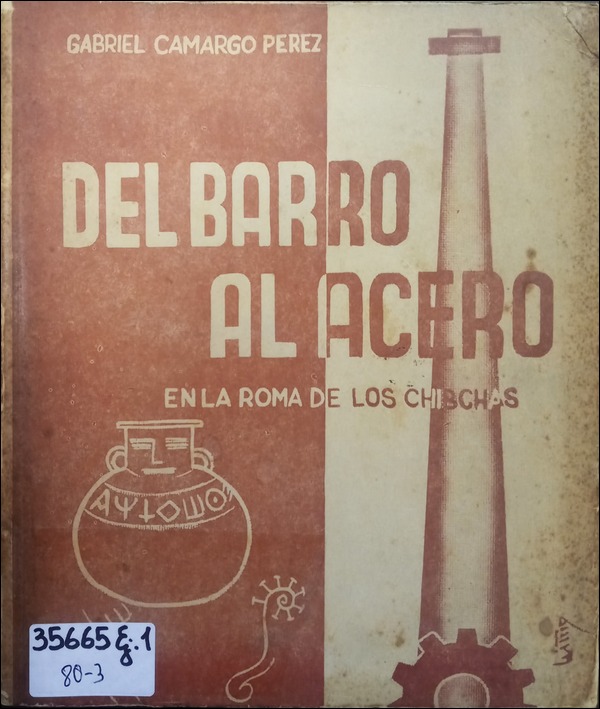 GABRIEL CAMARGO PEREZ
DEL BARRO
AL ACERO
EN LA ROMA DE LOS CHIBCHAS
35665 Ej.1
80-3